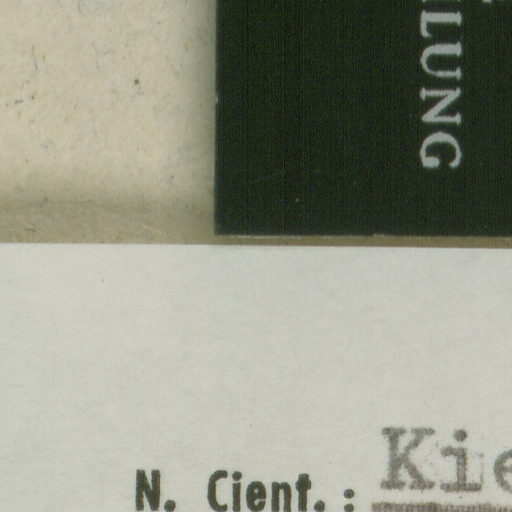 LUNG
N. Cient. : Kie